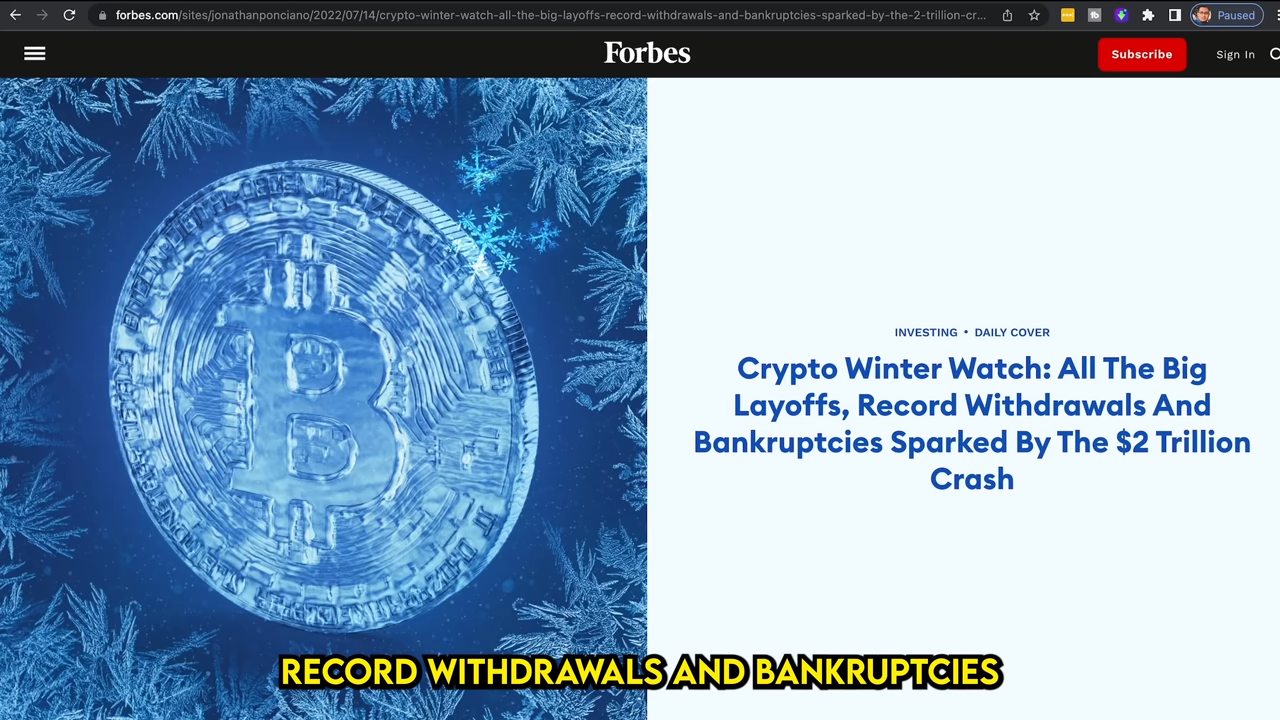 forbes.com/sites/jonathanponciano/2022/07/14/crypto-winter-watch-all-the-big-layoffs-record-withdrawals-and-bankruptcies-sparked-by-the-2-trillion-cr...
Paused
Forbes
Subscribe
Sign In
INVESTING • DAILY COVER
Crypto Winter Watch: All The Big
Layoffs, Record Withdrawals And
Bankruptcies Sparked By The $2 Trillion
Crash
RECORD WITHDRAWALS AND BANKRUPTCIES